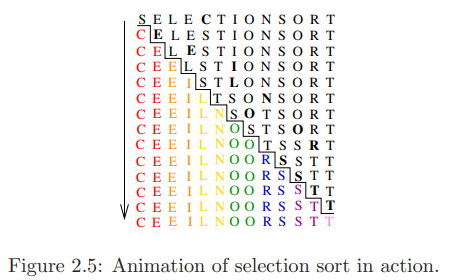 S E L E C T I O N S O R T
C E L E S T I O N S O R T
C E L E S T I O N S O R T
C E E L S T I O N S O R T
C E E I S T L O N S O R T
C E E I L T S O N S O R T
C E E I L N S O T S O R T
C E E I L N O S T S O R T
C E E I L N O O T S S R T
C E E I L N O O R S S T T
C E E I L N O O R S S T T
C E E I L N O O R S S T T
C E E I L N O O R S S T T
C E E I L N O O R S S T T
Figure 2.5: Animation of selection sort in action.